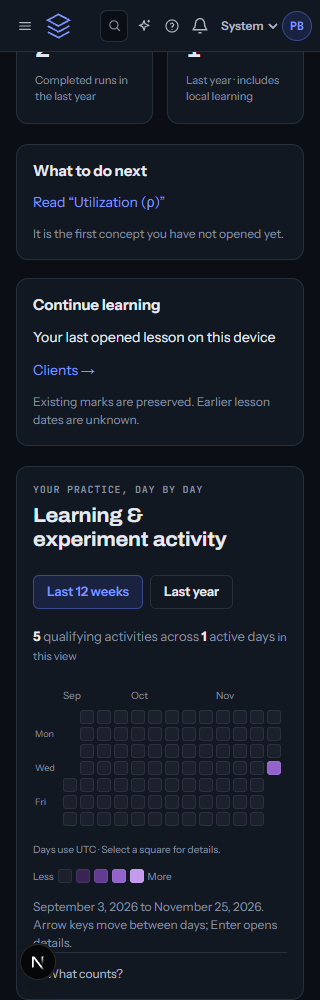 System
PB
Completed runs in
the last year
Last year · includes
local learning
What to do next
Read “Utilization (ρ)”
It is the first concept you have not opened yet.
Continue learning
Your last opened lesson on this device
Clients →
Existing marks are preserved. Earlier lesson
dates are unknown.
YOUR PRACTICE, DAY BY DAY
Learning &
experiment activity
Last 12 weeks
Last year
5 qualifying activities across 1 active days in
this view
Sep Oct Nov
Mon
Wed
Fri
Days use UTC · Select a square for details.
Less More
September 3, 2026 to November 25, 2026.
Arrow keys move between days; Enter opens
details.
N
What counts?